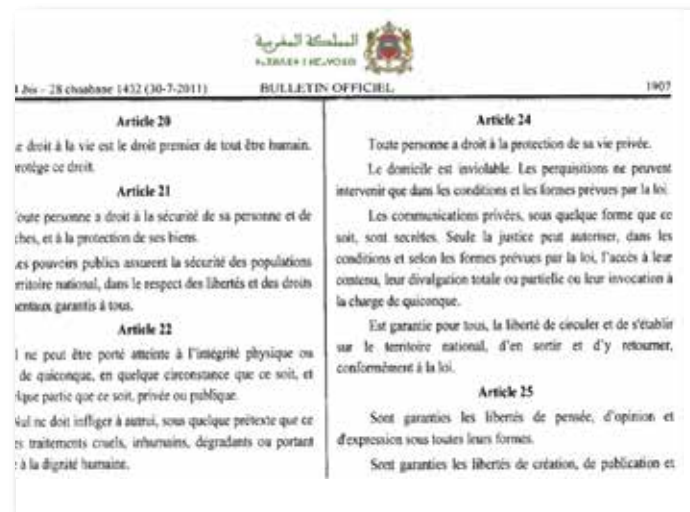 المملكة المغربية
bis - 28 chaabane 1432 (30-7-2011) BULLETIN OFFICIEL 1907
Article 20
e droit à la vie est le droit premier de tout être humain.
rotège ce droit.
Article 21
oute personne a droit à la sécurité de sa personne et de
ches, et à la protection de ses biens.
es pouvoirs publics assurent la sécurité des populations
rritoire national, dans le respect des libertés et des droits
mentaux garantis à tous.
Article 22
l ne peut être porté atteinte à l'intégrité physique ou
de quiconque, en quelque circonstance que ce soit, et
lque partie que ce soit, privée ou publique.
Nul ne doit infliger à autrui, sous quelque prétexte que ce
es traitements cruels, inhumains, dégradants ou portant
à la dignité humaine.
Article 24
Toute personne a droit à la protection de sa vie privée.
Le domicile est inviolable. Les perquisitions ne peuvent
intervenir que dans les conditions et les formes prévues par la loi.
Les communications privées, sous quelque forme que ce
soit, sont secrètes. Seule la justice peut autoriser, dans les
conditions et selon les formes prévues par la loi, l'accès à leur
contenu, leur divulgation totale ou partielle ou leur invocation à
la charge de quiconque.
Est garantie pour tous, la liberté de circuler et de s'établir
sur le territoire national, d'en sortir et d'y retourner,
conformément à la loi.
Article 25
Sont garanties les libertés de pensée, d'opinion et
d'expression sous toutes leurs formes.
Sont garanties les libertés de création, de publication et